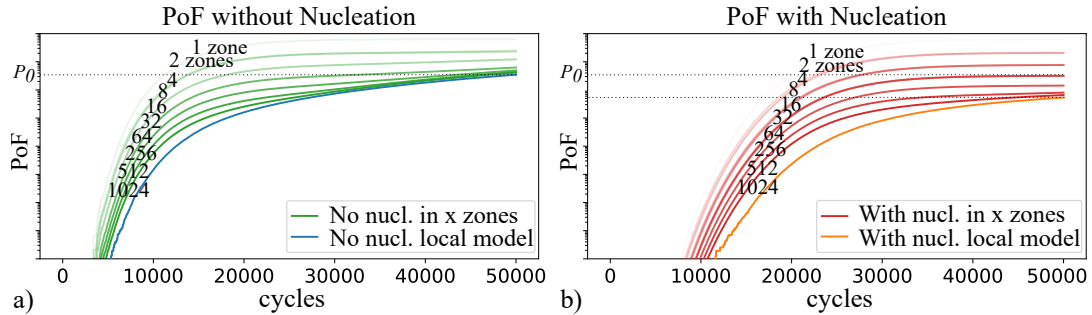 PoF without Nucleation
PoF
P0
1 zone
2 zones
4
8
16
32
64
256
512
1024
No nucl. in x zones
No nucl. local model
0 10000 20000 30000 40000 50000
a)
cycles
PoF with Nucleation
PoF
P0
1 zone
2 zones
4
8
16
32
64
256
512
1024
With nucl. in x zones
With nucl. local model
0 10000 20000 30000 40000 50000
b)
cycles